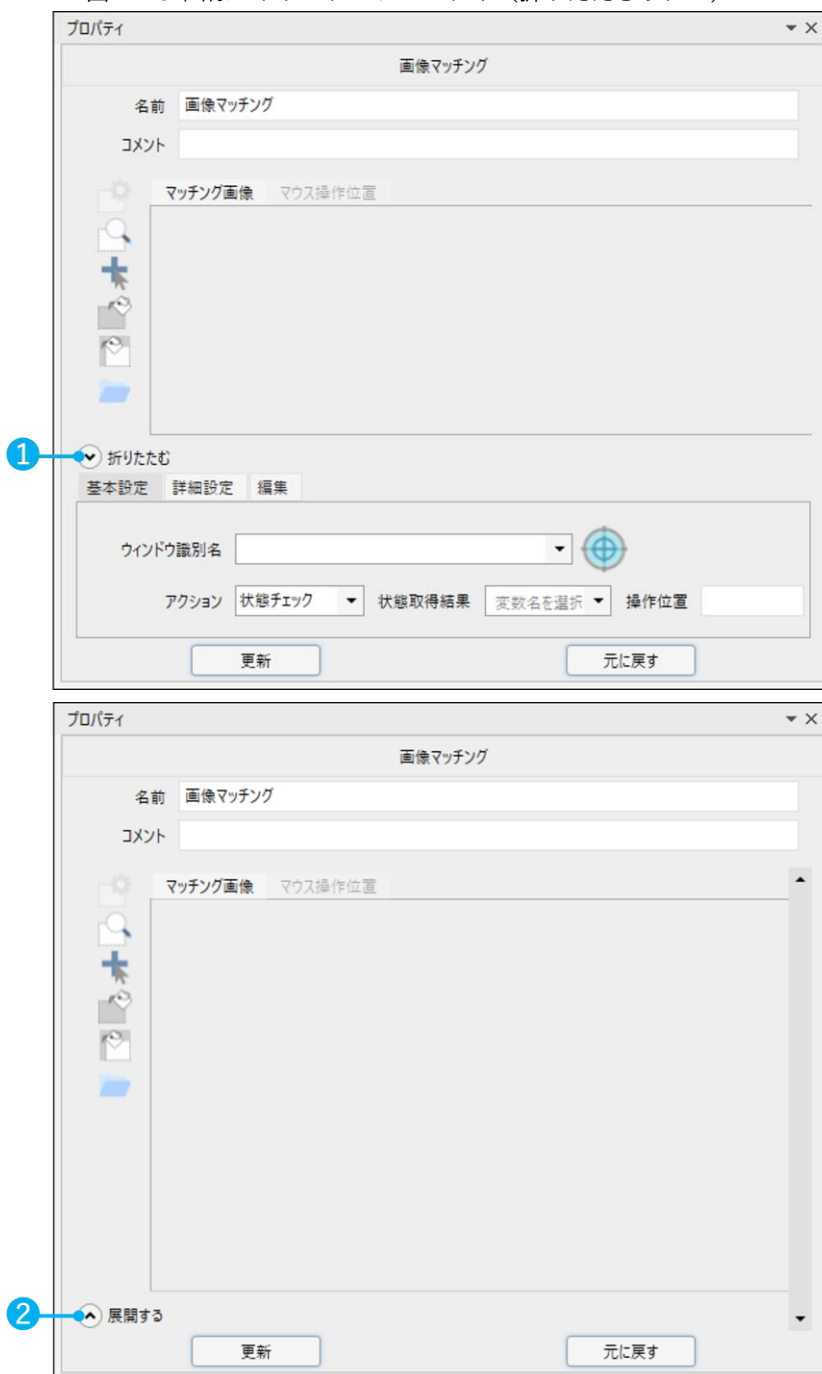 プロパティ
画像マッチング
名前 画像マッチング
コメント
マッチング画像 マウス操作位置
1 折りたたむ
基本設定 詳細設定 編集
ウィンドウ識別名
アクション 状態チェック 状態取得結果 変数名を選択 操作位置
更新 元に戻す
プロパティ
画像マッチング
名前 画像マッチング
コメント
マッチング画像 マウス操作位置
2 展開する
更新 元に戻す